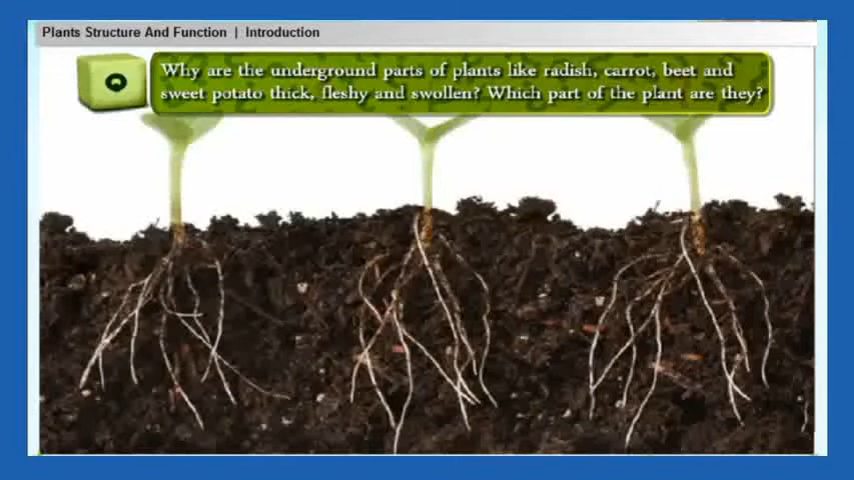 Plants Structure And Function | Introduction
Q
Why are the underground parts of plants like radish, carrot, beet and
sweet potato thick, fleshy and swollen? Which part of the plant are they?